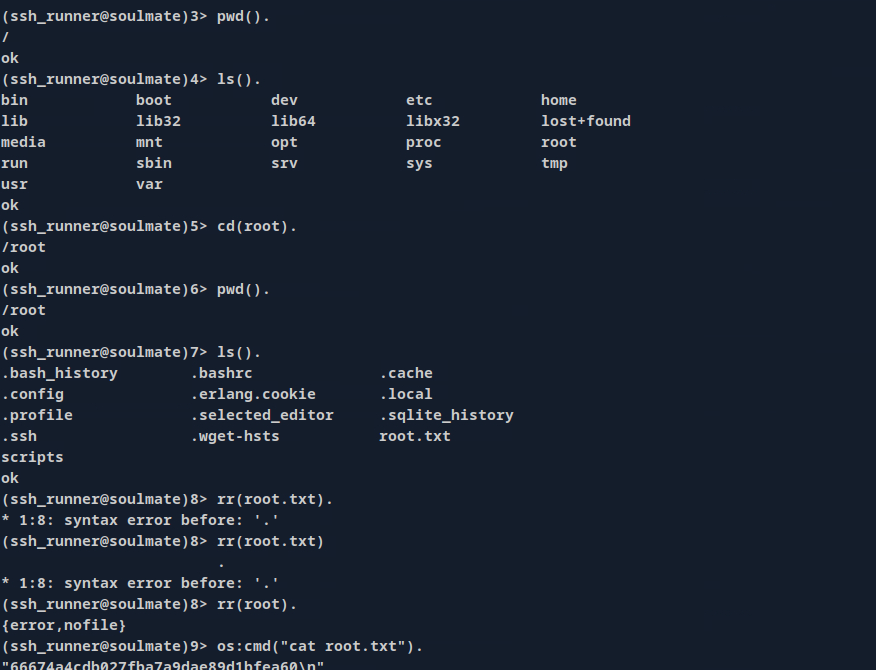 (ssh_runner@soulmate)3> pwd().
/
ok
(ssh_runner@soulmate)4> ls().
bin boot dev etc home
lib lib32 lib64 libx32 lost+found
media mnt opt proc root
run sbin srv sys tmp
usr var
ok
(ssh_runner@soulmate)5> cd(root).
/root
ok
(ssh_runner@soulmate)6> pwd().
/root
ok
(ssh_runner@soulmate)7> ls().
.bash_history .bashrc .cache
.config .erlang.cookie .local
.profile .selected_editor .sqlite_history
.ssh .wget-hsts root.txt
scripts
ok
(ssh_runner@soulmate)8> rr(root.txt).
* 1:8: syntax error before: '.'
(ssh_runner@soulmate)8> rr(root.txt)
.
* 1:8: syntax error before: '.'
(ssh_runner@soulmate)8> rr(root).
{error,nofile}
(ssh_runner@soulmate)9> os:cmd("cat root.txt").
"66674a4cdb027fba7a9dae89d1bfea60\n"